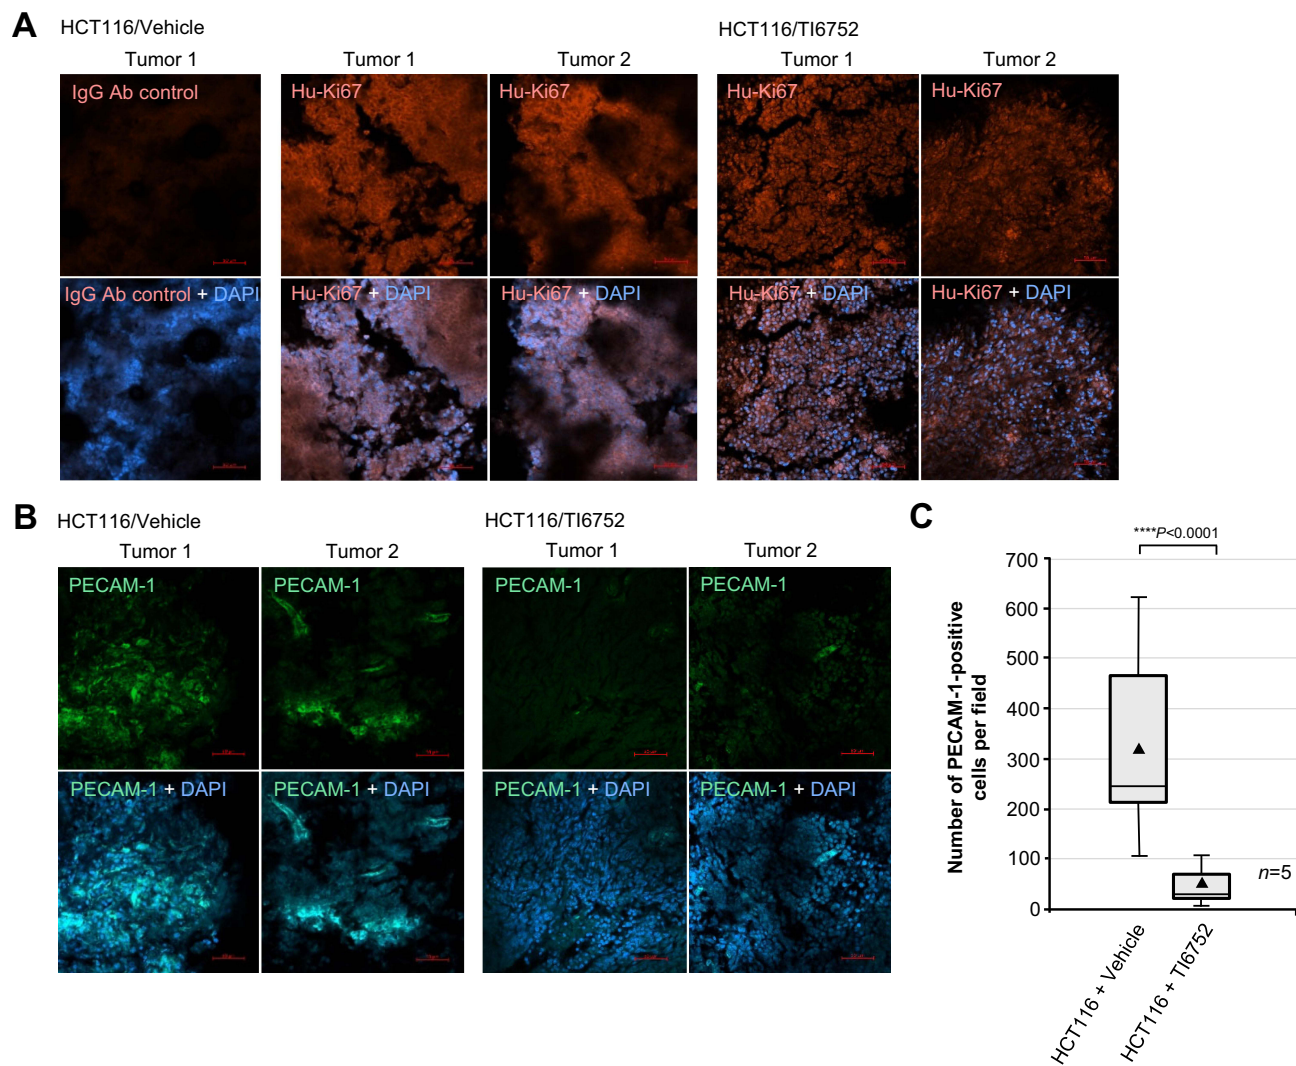 A
HCT116/Vehicle
HCT116/TI6752
Tumor 1
Tumor 1
Tumor 2
Tumor 1
Tumor 2
IgG Ab control
Hu-Ki67
Hu-Ki67
Hu-Ki67
Hu-Ki67
IgG Ab control + DAPI
Hu-Ki67 + DAPI
Hu-Ki67 + DAPI
Hu-Ki67 + DAPI
Hu-Ki67 + DAPI
B
HCT116/Vehicle
HCT116/TI6752
Tumor 1
Tumor 2
Tumor 1
Tumor 2
PECAM-1
PECAM-1
PECAM-1
PECAM-1
PECAM-1 + DAPI
PECAM-1 + DAPI
PECAM-1 + DAPI
PECAM-1 + DAPI
C
****P<0.0001
Number of PECAM-1-positive
cells per field
700
600
500
400
300
200
100
0
n=5
HCT116 + Vehicle
HCT116 + TI6752